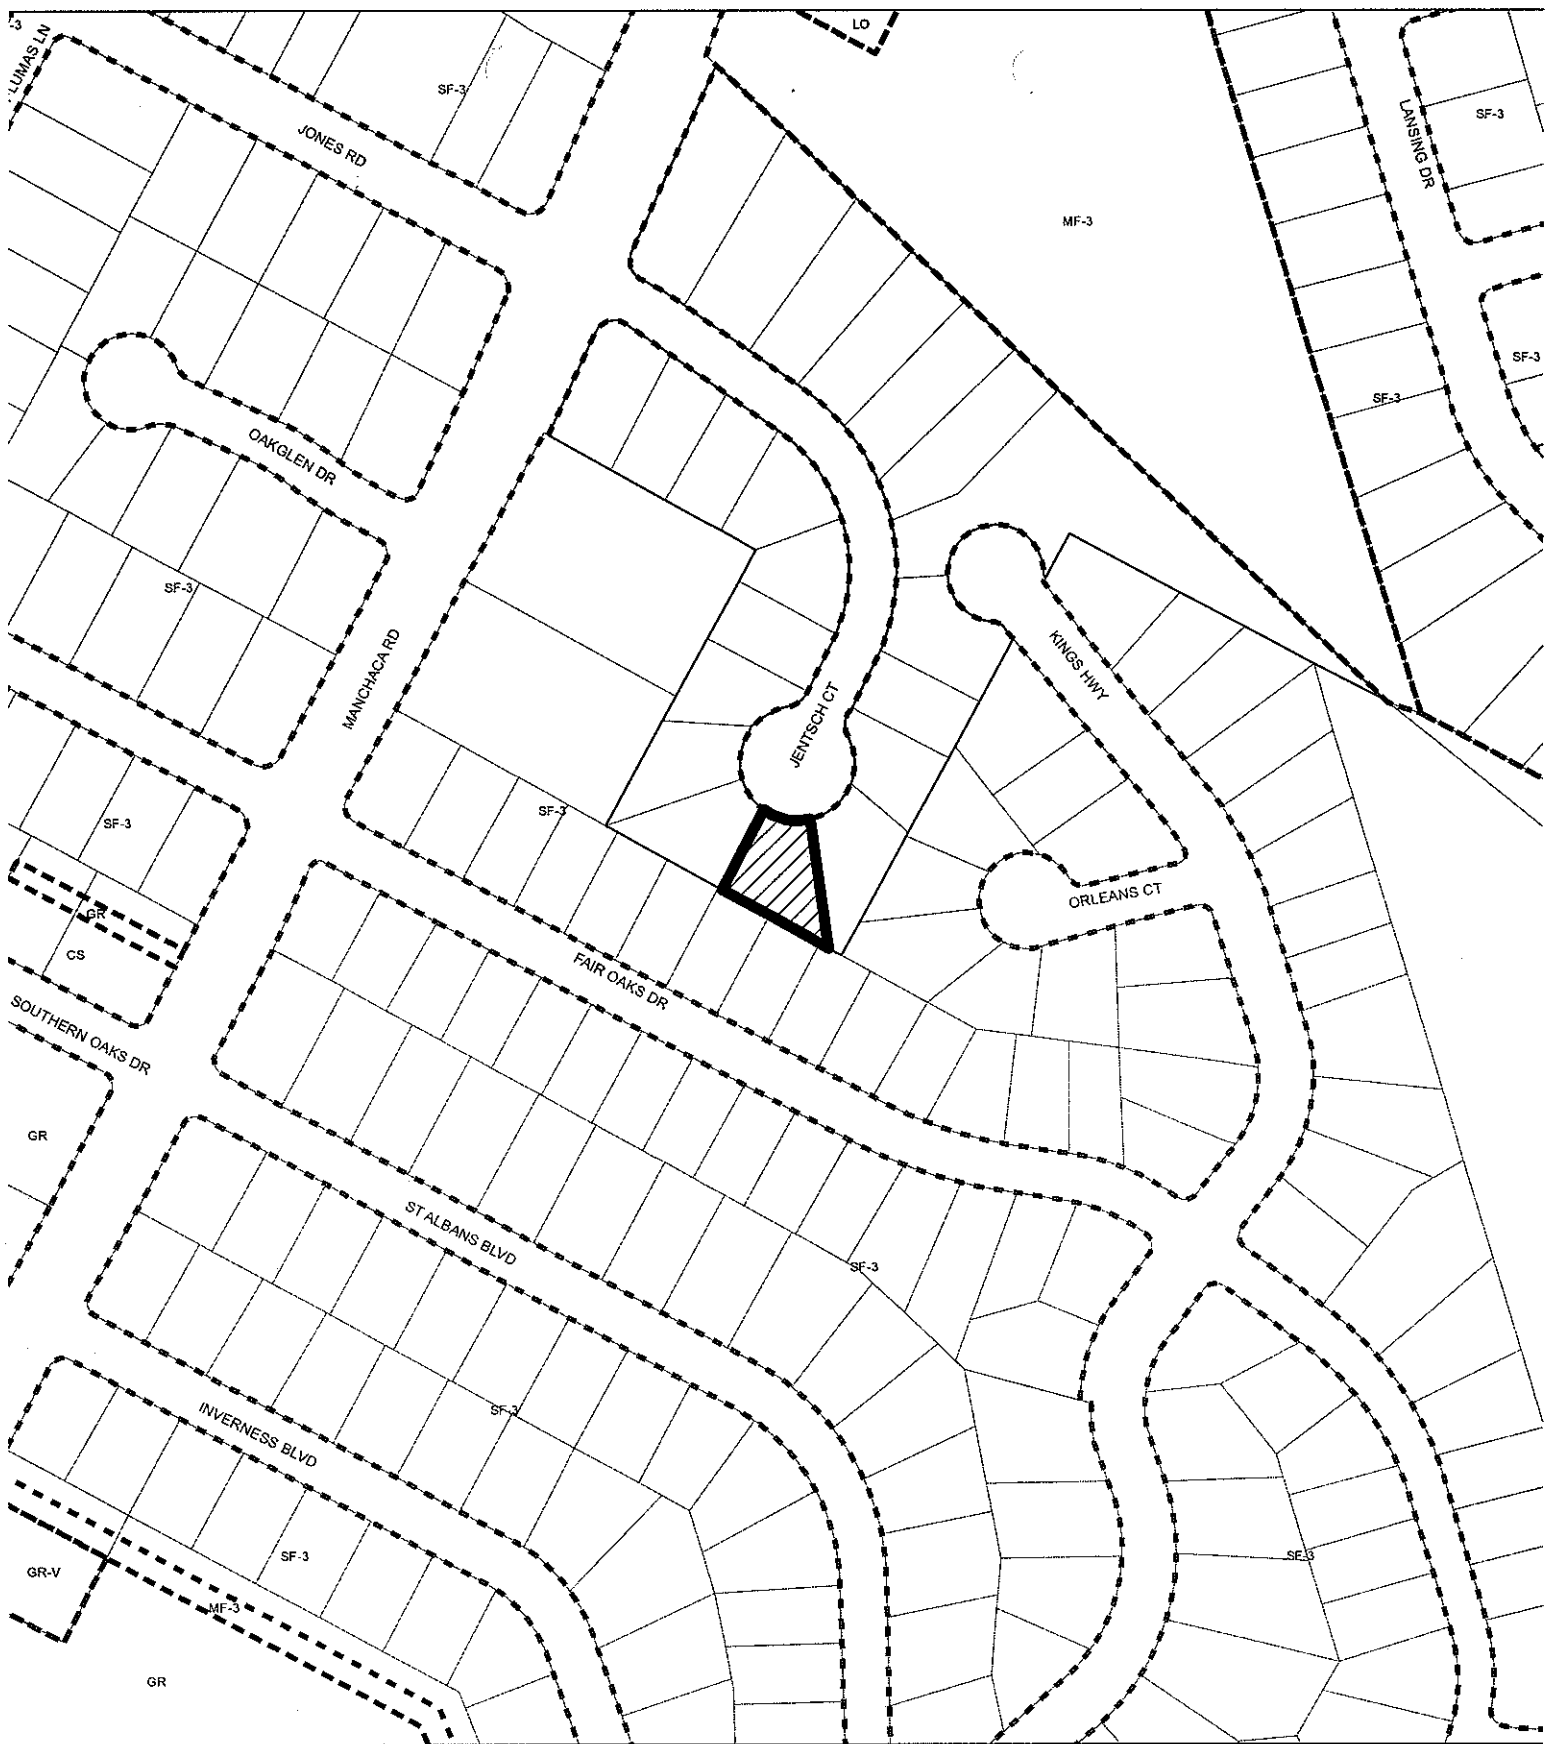 -3
LO
SF-3
LANSING DR
SF-3
JONES RD
MF-3
SF-3
SF-3
OAKGLEN DR
SF-3
MANCHACA RD
KINGS HWY
JENTSCH CT
SF-3
SF-3
ORLEANS CT
GR
CS
FAIR OAKS DR
SOUTHERN OAKS DR
GR
ST ALBANS BLVD
SF-3
SF-3
INVERNESS BLVD
SF-3
SF-3
GR-V
MF-3
GR